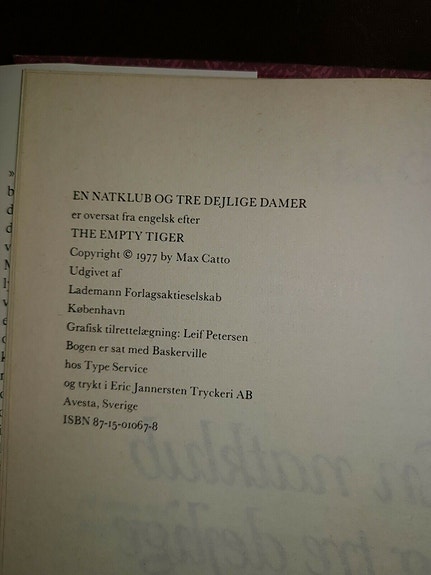 EN NATKLUB OG TRE DEJLIGE DAMER
er oversat fra engelsk efter
THE EMPTY TIGER
Copyright © 1977 by Max Catto
Udgivet af
Lademann Forlagsaktieselskab
København
Grafisk tilrettelægning: Leif Petersen
Bogen er sat med Baskerville
hos Type Service
og trykt i Eric Jannersten Tryckeri AB
Avesta, Sverige
ISBN 87-15-01067-8